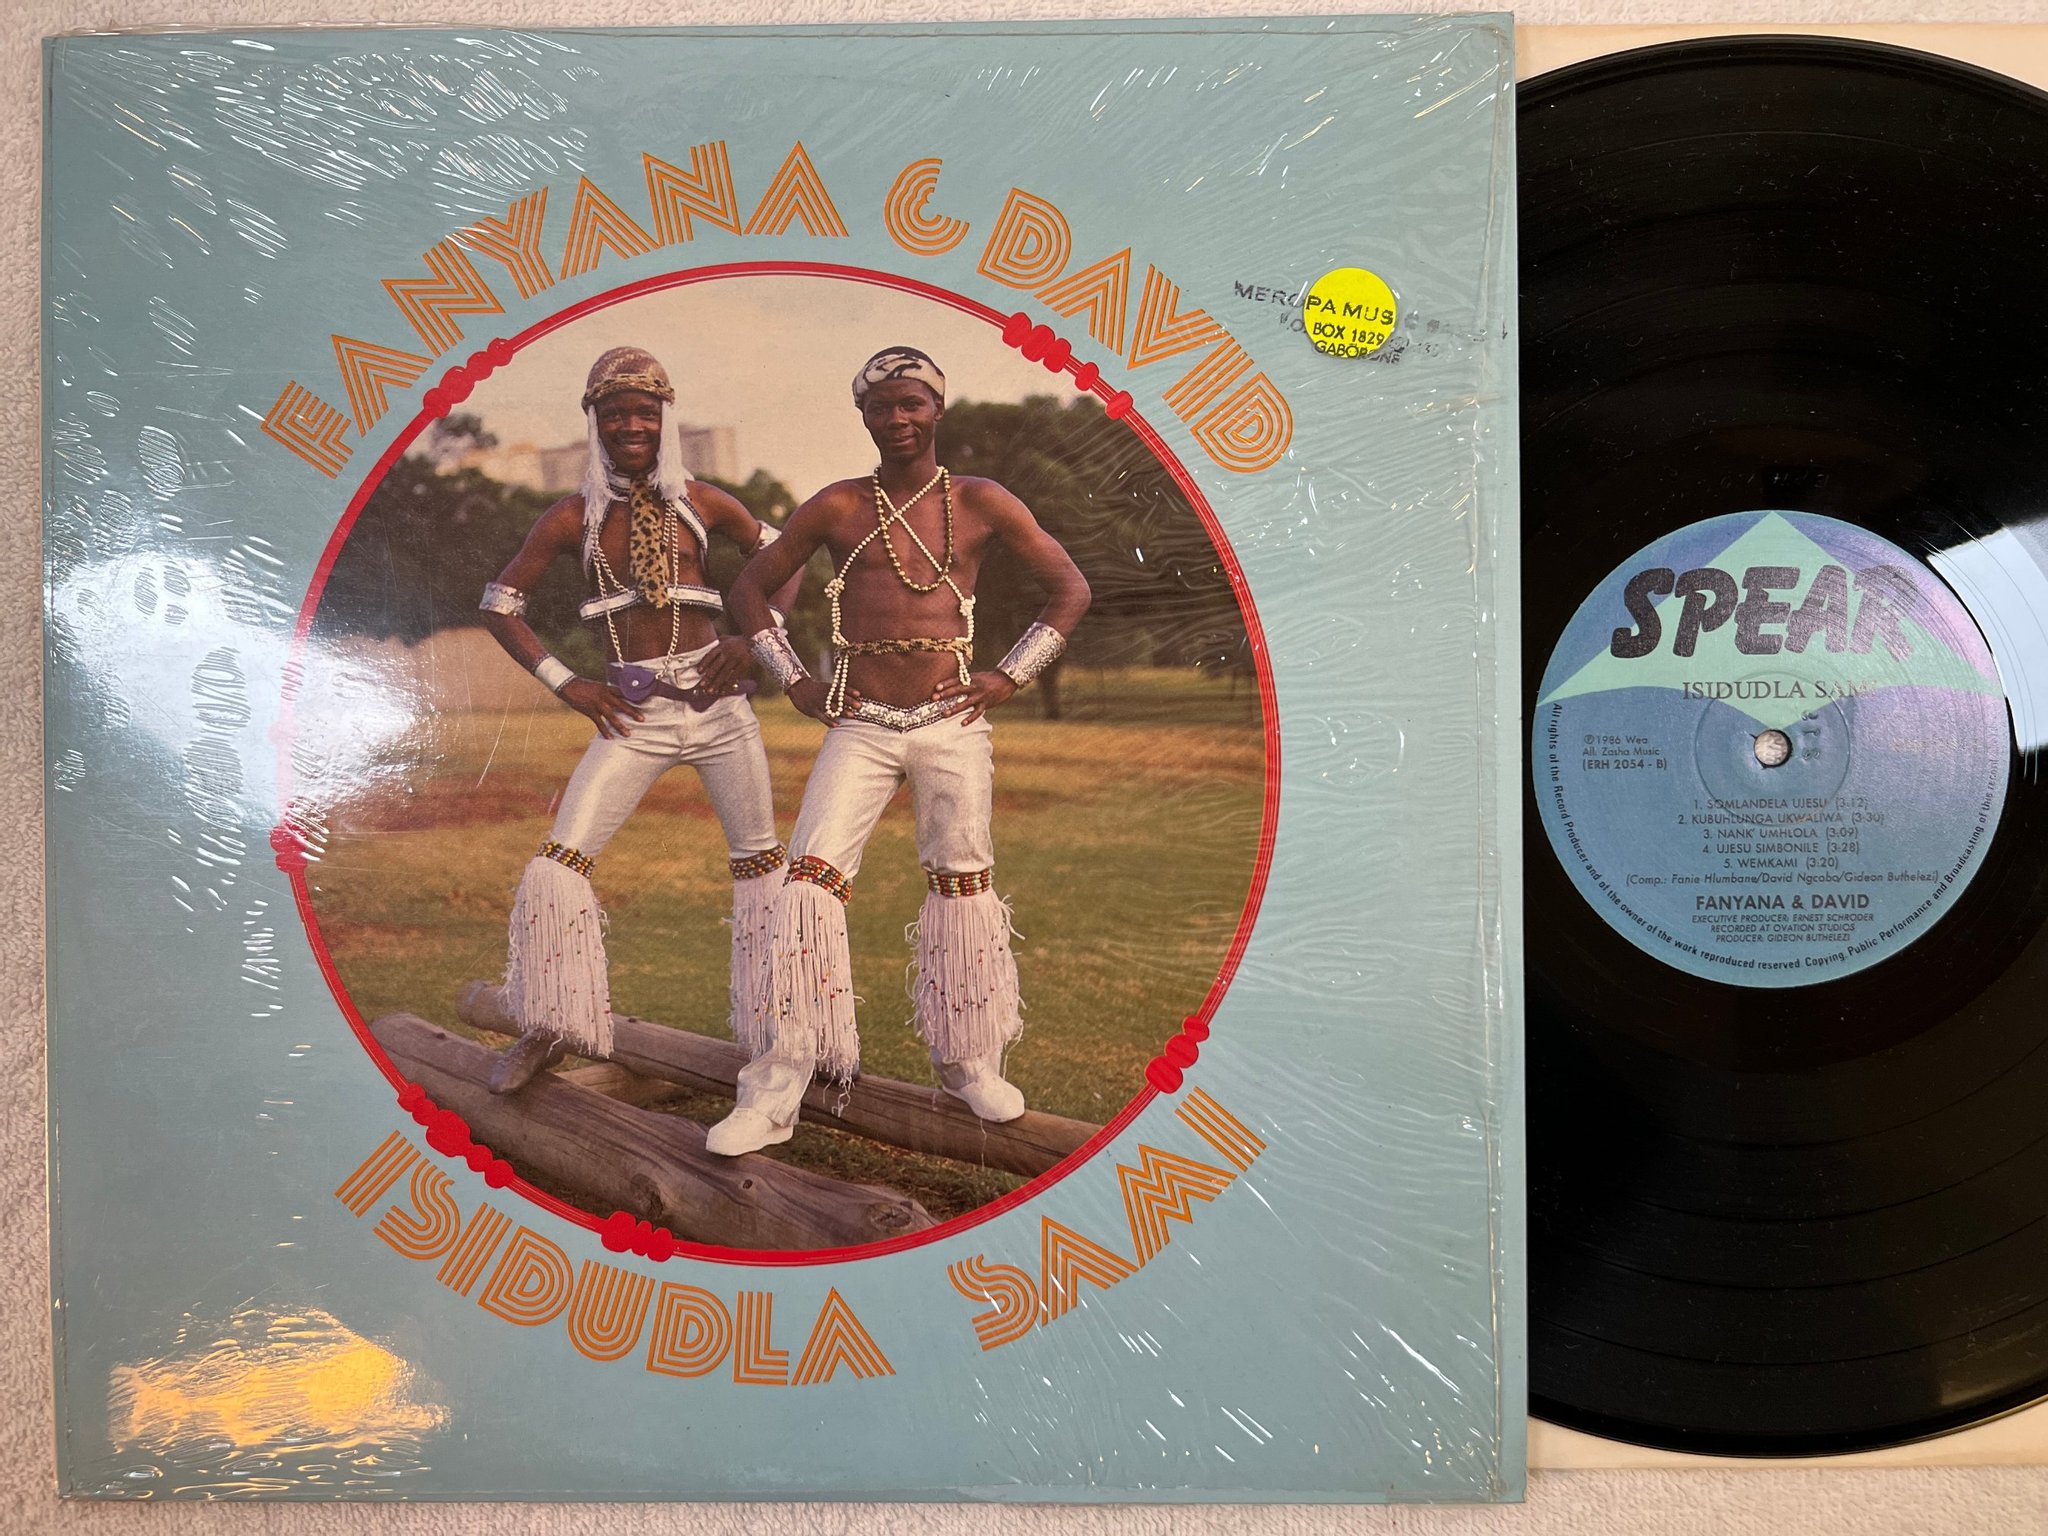 FANYANA & DAVID
PA MUS
BOX 1829
GABORONE
ISIDUDLA SAMI
SPEAR
ISIDUDLA SAMI
℗1986 Wea
All: Zasha Music
(ERH 2054 - B)
1. SOMLANDELA UJESU (3:12)
2. KUBUHLUNGA UKWALIWA (3:30)
3. NANK' UMHLOLA (3:09)
4. UJESU SIMBONILE (3:28)
5. WEMKAMI (3:20)
(Comp.: Fanie Hlumbane/David Ngcobo/Gideon Buthelezi)
FANYANA & DAVID
EXECUTIVE PRODUCER: ERNEST SCHRODER
RECORDED AT OVATION STUDIOS
PRODUCER: GIDEON BUTHELEZI
All rights of the Record Producer and of the owner of the work reproduced reserved. Copying, Public Performance and Broadcasting of this record